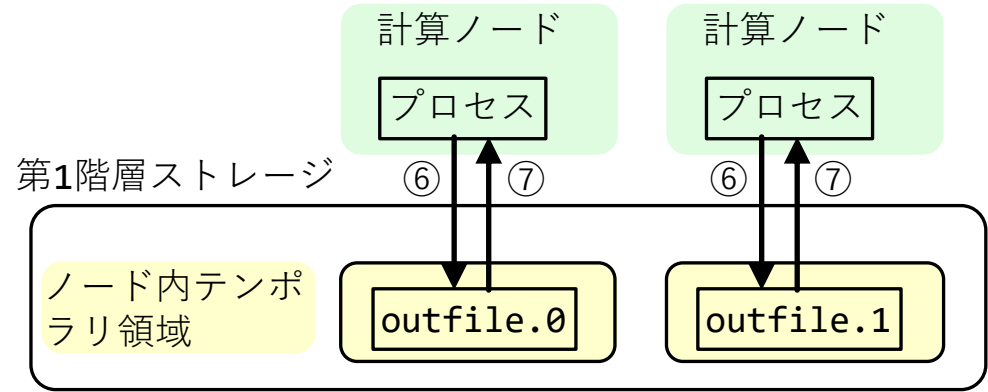 計算ノード
計算ノード
プロセス
プロセス
第1階層ストレージ
⑥
⑦
⑥
⑦
ノード内テンポ
ラリ領域
outfile.0
outfile.1